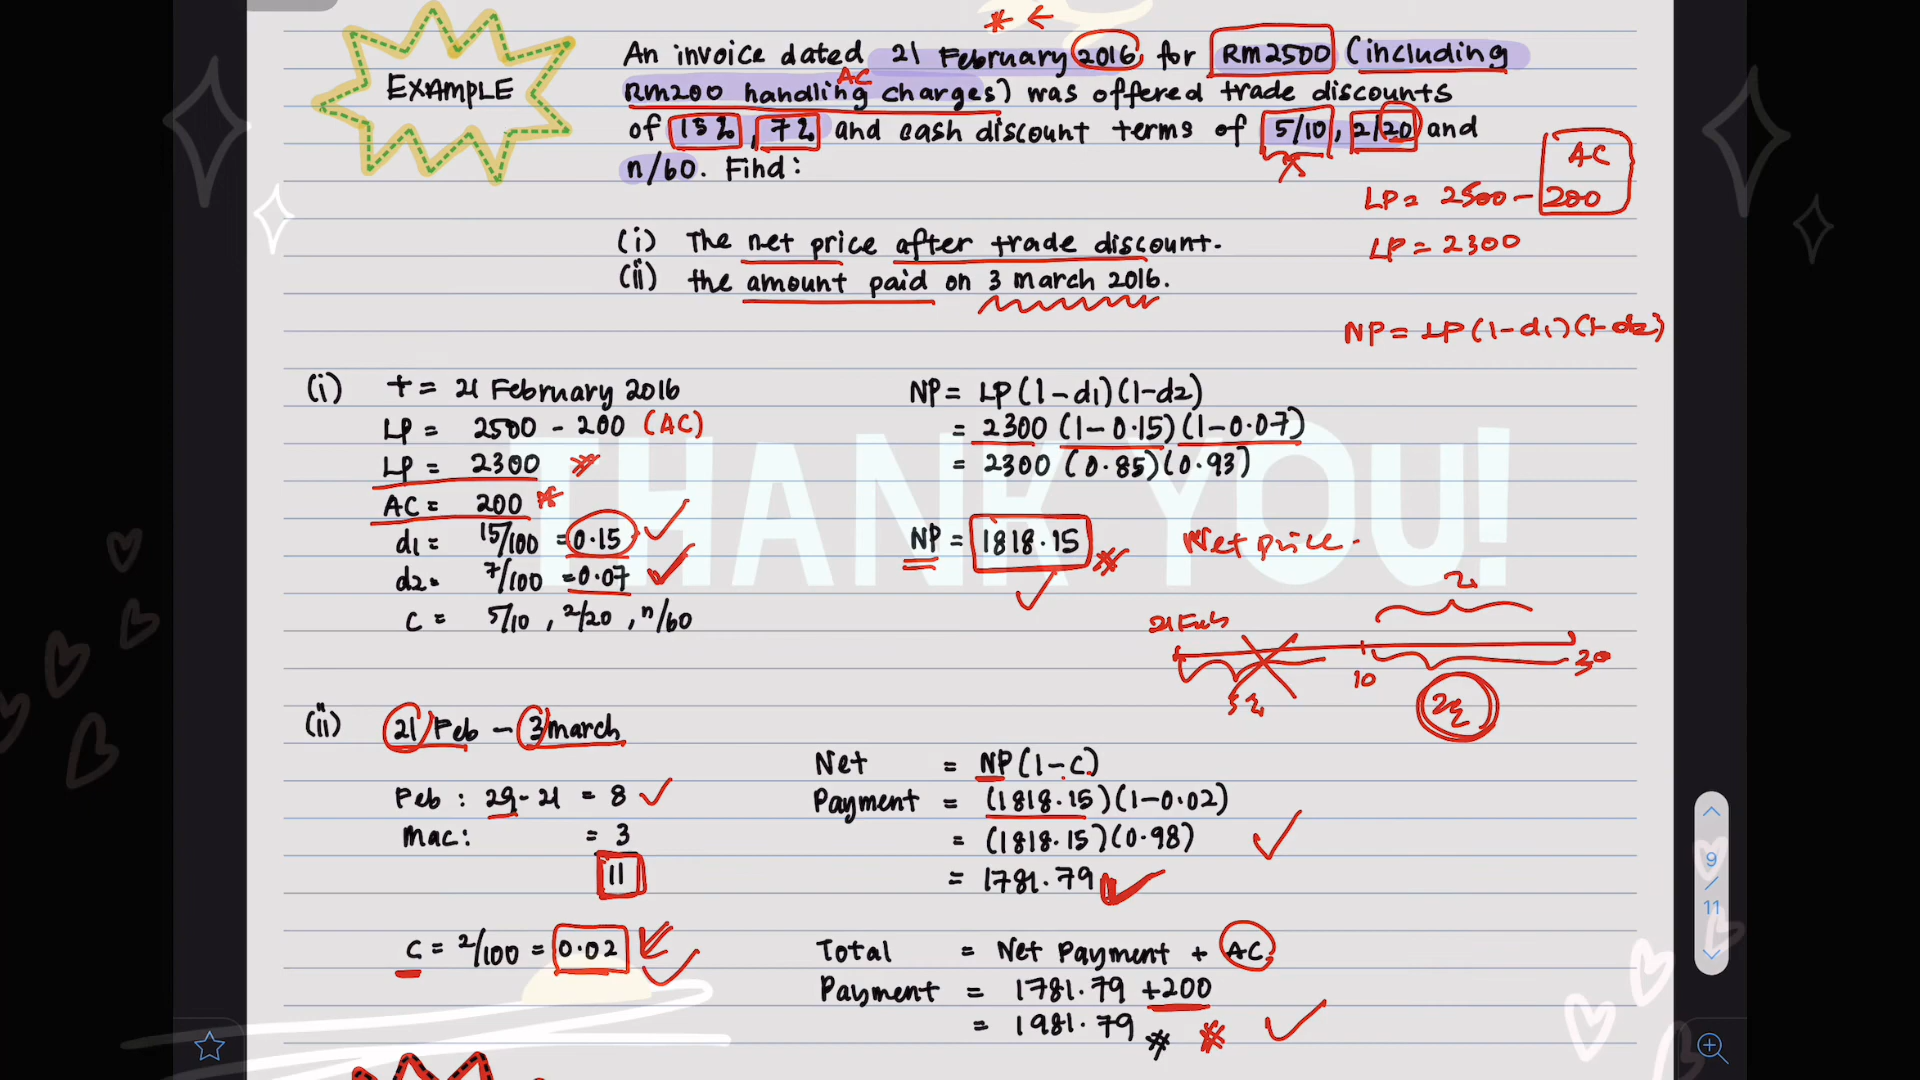 EXAMPLE
* ←
An invoice dated 21 February 2016 for RM2500 (including
AC
RM200 handling charges) was offered trade discounts
of 15%, 7% and cash discount terms of 5/10, 2/20 and
n/60. Find:
AC
LP = 2500 - 200
LP = 2300
(i) The net price after trade discount.
(ii) the amount paid on 3 march 2016.
NP = LP(1-d1)(1-d2)
(i) t = 21 February 2016
LP = 2500 - 200 (AC)
LP = 2300 *
AC = 200 *
d1 = 15/100 = 0.15
d2 = 7/100 = 0.07
C = 5/10, 2/20, n/60
NP = LP(1-d1)(1-d2)
= 2300 (1-0.15)(1-0.07)
= 2300 (0.85)(0.93)
NP = 1818.15 * Net price.
THANK YOU!
21 Feb
10
2%
(ii) 21 Feb - 3 march
Feb: 29-21 = 8
Mac: = 3
11
C = 2/100 = 0.02
Net = NP(1-C)
Payment = (1818.15)(1-0.02)
= (1818.15)(0.98)
= 1781.79
Total = Net Payment + AC
Payment = 1781.79 +200
= 1981.79 * *
9
/
11